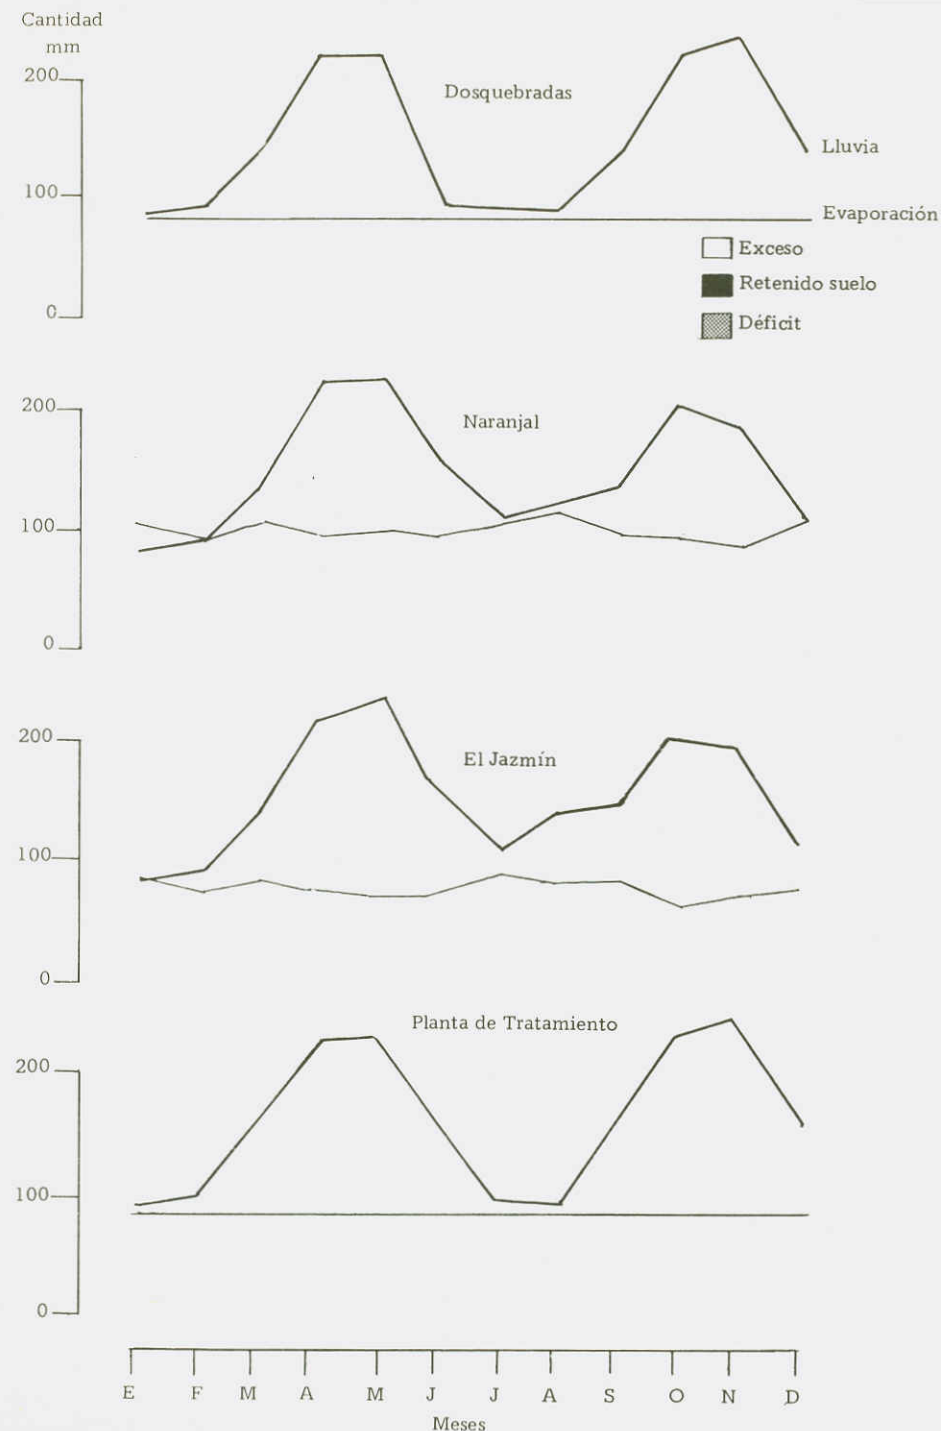 Cantidad
mm
200
Dosquebradas
Lluvia
100
Evaporación
Exceso
Retenido suelo
0
Déficit
200
Naranjal
100
0
200
El Jazmín
100
0
Planta de Tratamiento
200
100
0
E F M A M J J A S O N D
Meses